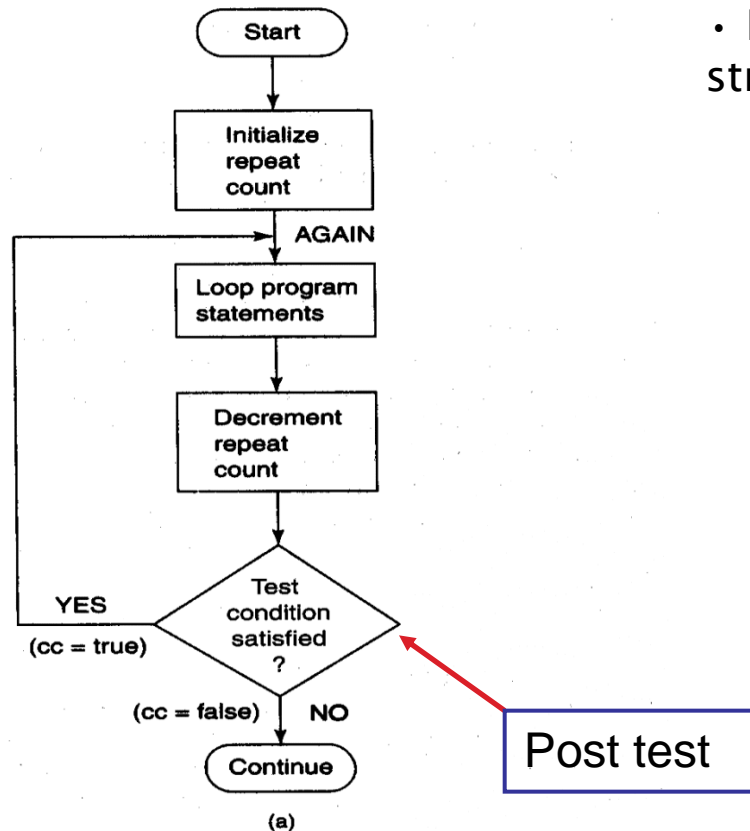 Start
Initialize
repeat
count
AGAIN
Loop program
statements
Decrement
repeat
count
Test
condition
satisfied
?
YES
(cc = true)
(cc = false) NO
Continue
(a)
Post test